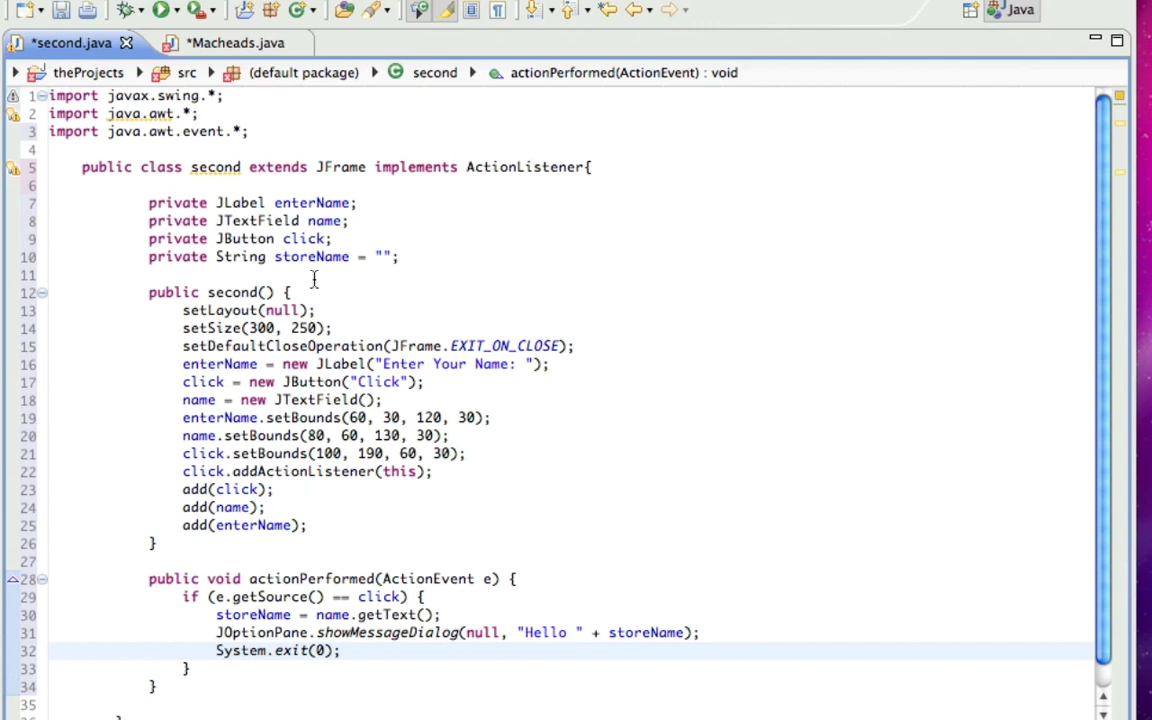 Java
*second.java
*Macheads.java
theProjects
src
(default package)
second
actionPerformed(ActionEvent) : void
1 import javax.swing.*;
2 import java.awt.*;
3 import java.awt.event.*;
4
5 public class second extends JFrame implements ActionListener{
6
7 private JLabel enterName;
8 private JTextField name;
9 private JButton click;
10 private String storeName = "";
11
12 public second() {
13 setLayout(null);
14 setSize(300, 250);
15 setDefaultCloseOperation(JFrame.EXIT_ON_CLOSE);
16 enterName = new JLabel("Enter Your Name: ");
17 click = new JButton("Click");
18 name = new JTextField();
19 enterName.setBounds(60, 30, 120, 30);
20 name.setBounds(80, 60, 130, 30);
21 click.setBounds(100, 190, 60, 30);
22 click.addActionListener(this);
23 add(click);
24 add(name);
25 add(enterName);
26 }
27
28 public void actionPerformed(ActionEvent e) {
29 if (e.getSource() == click) {
30 storeName = name.getText();
31 JOptionPane.showMessageDialog(null, "Hello " + storeName);
32 System.exit(0);
33 }
34 }
35
}